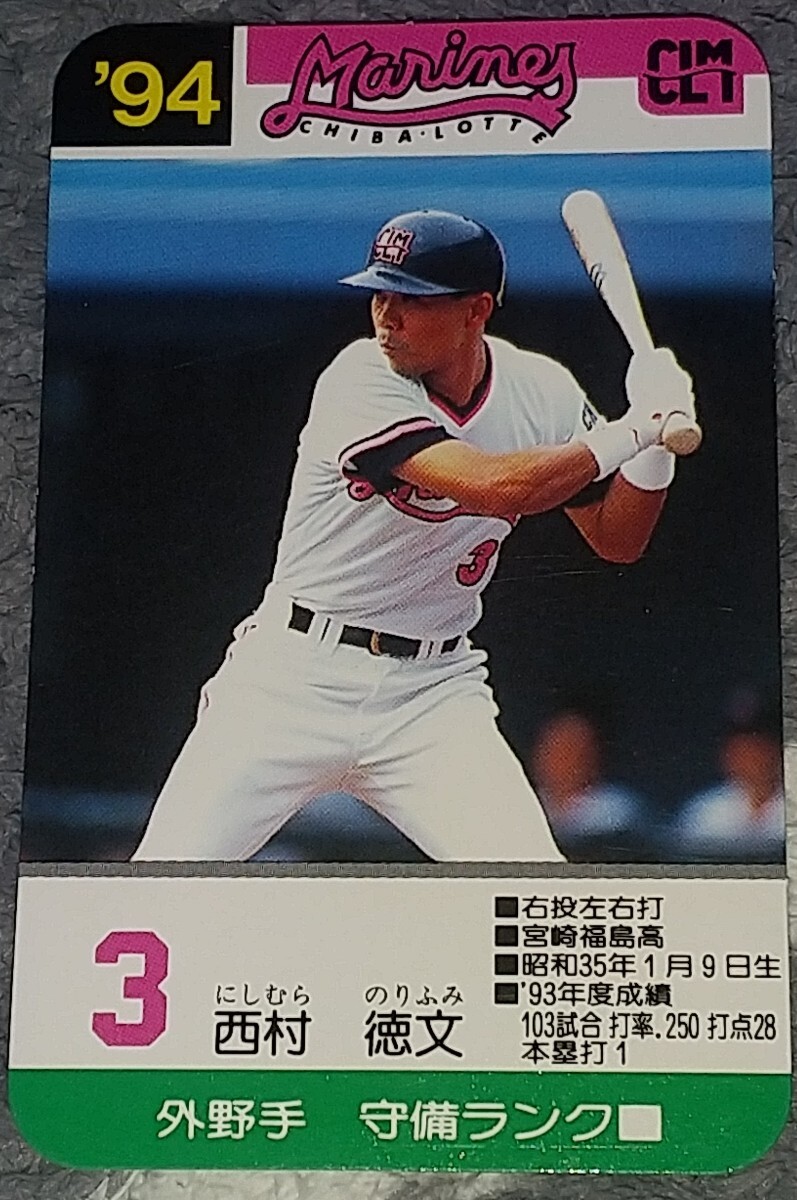 '94
Marines
CHIBA·LOTTE
CLM
CLM
3
3
にしむら のりふみ
西村 徳文
■右投左右打
■宮崎福島高
■昭和35年1月9日生
■'93年度成績
103試合 打率.250 打点28
本塁打1
外野手 守備ランク■